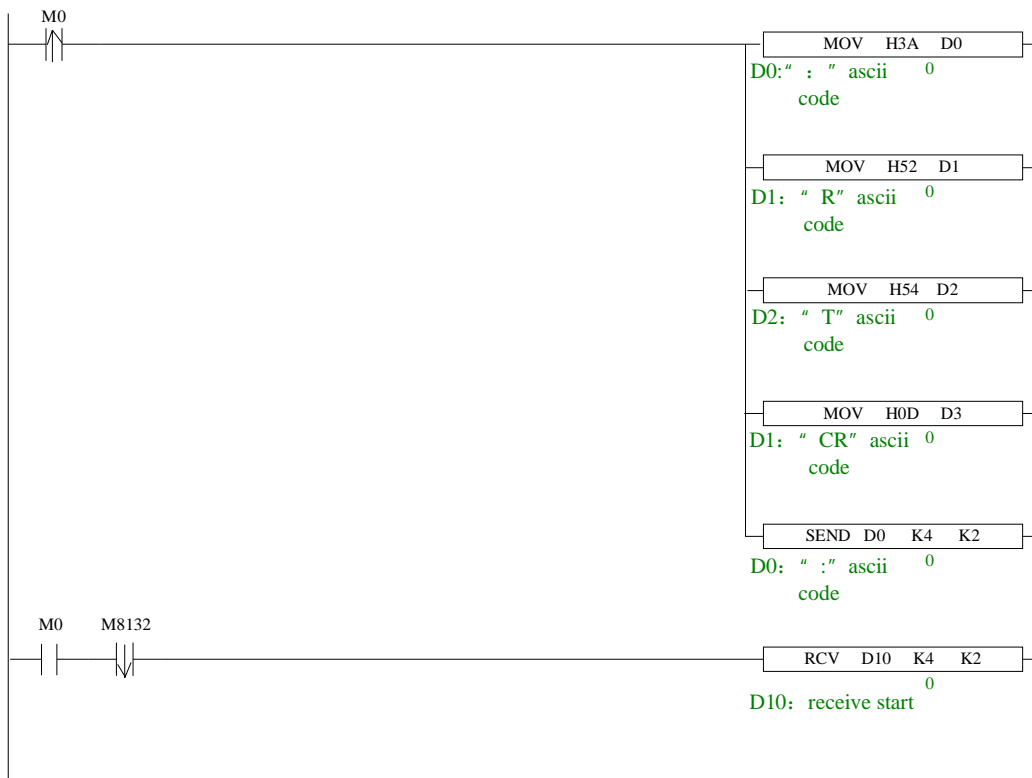 M0
MOV H3A D0
D0:“ : ” ascii 0
code
MOV H52 D1
D1: “ R” ascii 0
code
MOV H54 D2
D2: “ T” ascii 0
code
MOV H0D D3
D1: “ CR” ascii 0
code
SEND D0 K4 K2
D0: “ :” ascii 0
code
M0 M8132
RCV D10 K4 K2
0
D10: receive start